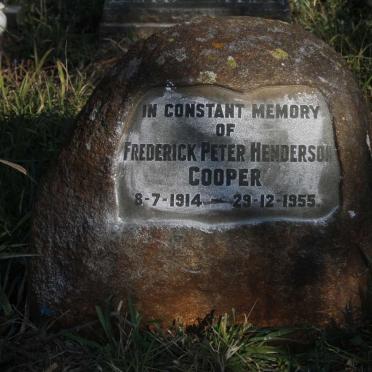 IN CONSTANT MEMORY
OF
FREDERICK PETER HENDERSON
COOPER
8-7-1914 — 29-12-1955